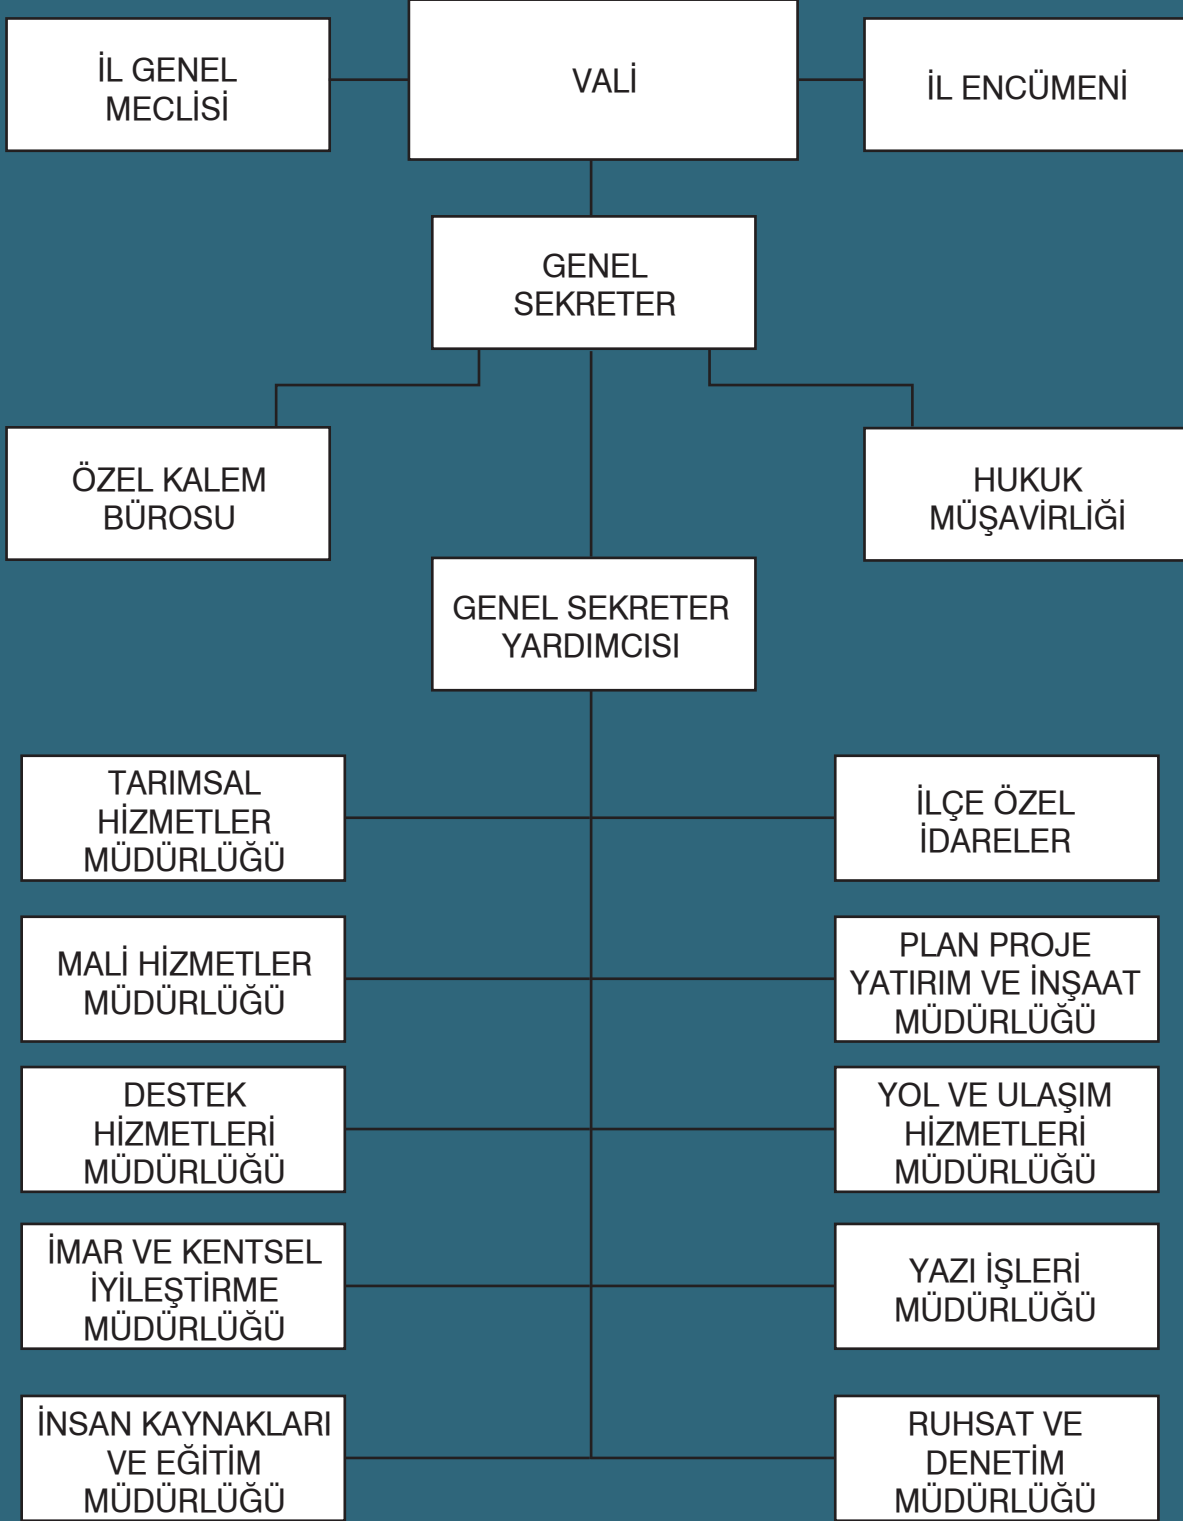 İL GENEL
MECLİSİ
VALİ
İL ENCÜMENİ
GENEL
SEKRETER
ÖZEL KALEM
BÜROSU
HUKUK
MÜŞAVİRLİĞİ
GENEL SEKRETER
YARDIMCISI
TARIMSAL
HİZMETLER
MÜDÜRLÜĞÜ
İLÇE ÖZEL
İDARELER
MALİ HİZMETLER
MÜDÜRLÜĞÜ
PLAN PROJE
YATIRIM VE İNŞAAT
MÜDÜRLÜĞÜ
DESTEK
HİZMETLERİ
MÜDÜRLÜĞÜ
YOL VE ULAŞIM
HİZMETLERİ
MÜDÜRLÜĞÜ
İMAR VE KENTSEL
İYİLEŞTİRME
MÜDÜRLÜĞÜ
YAZI İŞLERİ
MÜDÜRLÜĞÜ
İNSAN KAYNAKLARI
VE EĞİTİM
MÜDÜRLÜĞÜ
RUHSAT VE
DENETİM
MÜDÜRLÜĞÜ